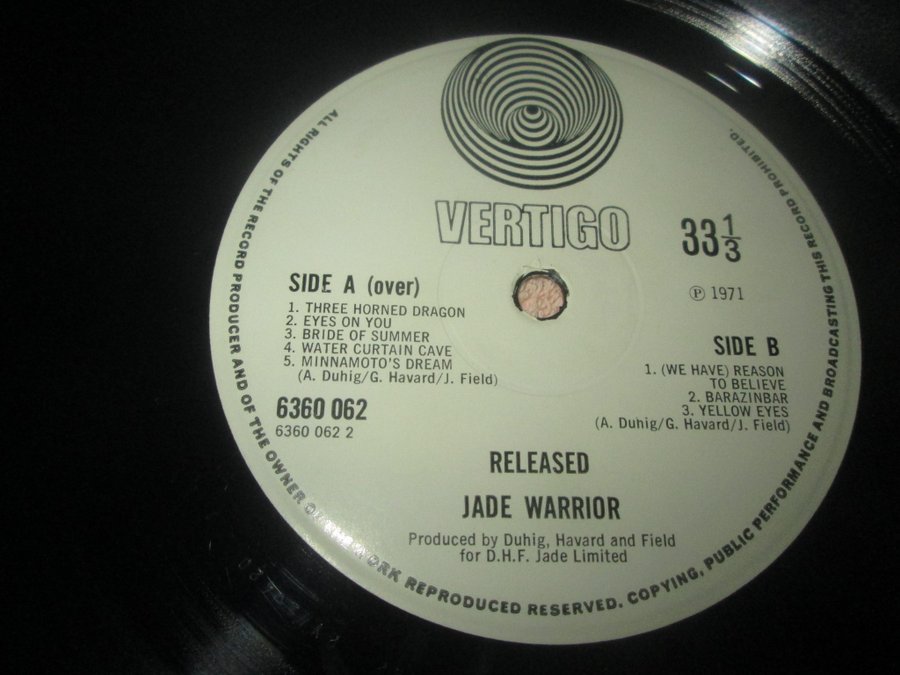 VERTIGO
33 1/3
℗ 1971
SIDE A (over)
1. THREE HORNED DRAGON
2. EYES ON YOU
3. BRIDE OF SUMMER
4. WATER CURTAIN CAVE
5. MINNAMOTO'S DREAM
(A. Duhig/G. Havard/J. Field)
6360 062
6360 062 2
SIDE B
1. (WE HAVE) REASON
TO BELIEVE
2. BARAZINBAR
3. YELLOW EYES
(A. Duhig/G. Havard/J. Field)
RELEASED
JADE WARRIOR
Produced by Duhig, Havard and Field
for D.H.F. Jade Limited
ALL RIGHTS OF THE RECORD PRODUCER AND OF THE OWNER OF THE WORK REPRODUCED RESERVED. COPYING, PUBLIC PERFORMANCE AND BROADCASTING THIS RECORD PROHIBITED.